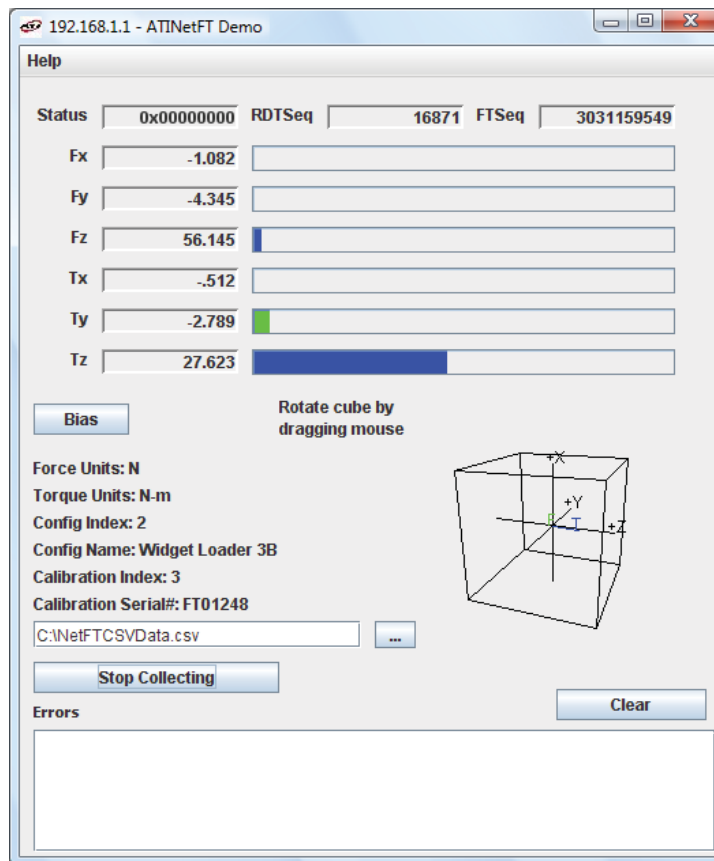 192.168.1.1 - ATINetFT Demo
Help
Status 0x00000000 RDTSeq 16871 FTSeq 3031159549
Fx -1.082
Fy -4.345
Fz 56.145
Tx -.512
Ty -2.789
Tz 27.623
Bias
Rotate cube by
dragging mouse
Force Units: N
Torque Units: N-m
Config Index: 2
Config Name: Widget Loader 3B
Calibration Index: 3
Calibration Serial#: FT01248
+X
+Y
F T +Z
C:\NetFTCSVData.csv ...
Stop Collecting
Clear
Errors